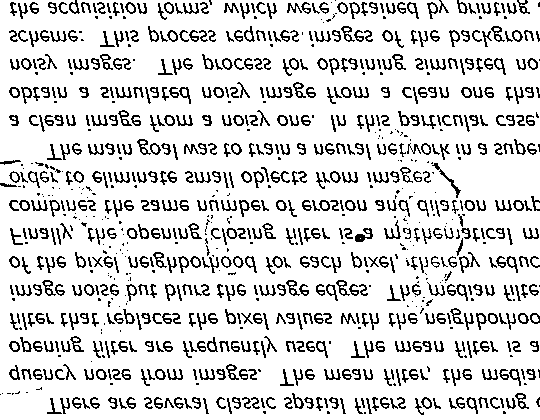 There are several classic spatial filters for reducing
quency noise from images. The mean filter, the median
opening filter are frequently used. The mean filter is a
filter that replaces the pixel values with the neighborhoo
image noise but blurs the image edges. The median filte
of the pixel neighborhood for each pixel, thereby reduc
Finally, the opening closing filter is a mathematical m
combines the same number of erosion and dilation morp
order to eliminate small objects from images.
The main goal was to train a neural network in a super
a clean image from a noisy one. In this particular case,
obtain a simulated noisy image from a clean one that
noisy images. The process for obtaining simulated no
scheme: This process requires images of the backgroun
the acquisition forms, which were obtained by printing